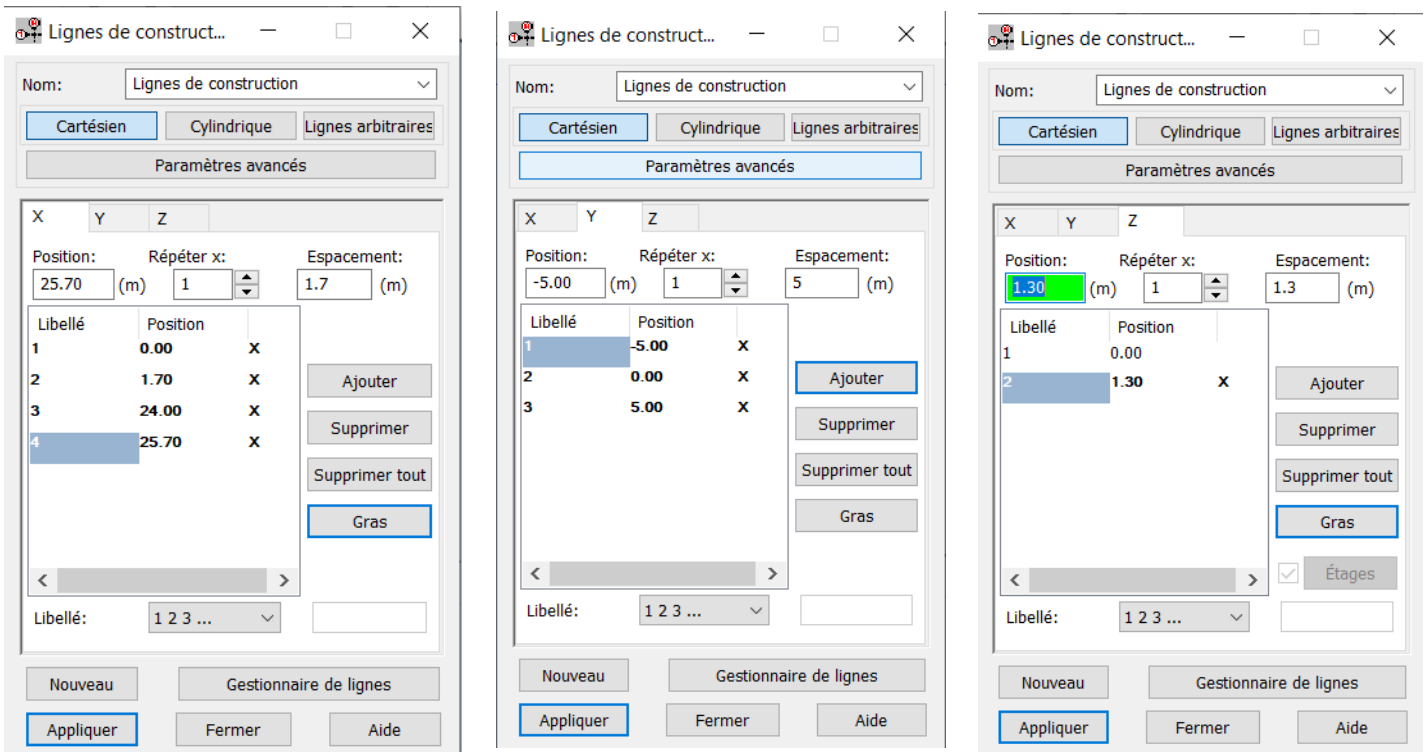 Lignes de construct...
Nom: Lignes de construction
Cartésien Cylindrique Lignes arbitraires
Paramètres avancés
X Y Z
Position: Répéter x: Espacement:
25.70 (m) 1 1.7 (m)
Libellé Position
1 0.00 X
2 1.70 X
3 24.00 X
4 25.70 X
Ajouter
Supprimer
Supprimer tout
Gras
Libellé: 1 2 3 ...
Nouveau Gestionnaire de lignes
Appliquer Fermer Aide
Lignes de construct...
Nom: Lignes de construction
Cartésien Cylindrique Lignes arbitraires
Paramètres avancés
X Y Z
Position: Répéter x: Espacement:
-5.00 (m) 1 5 (m)
Libellé Position
1 -5.00 X
2 0.00 X
3 5.00 X
Ajouter
Supprimer
Supprimer tout
Gras
Libellé: 1 2 3 ...
Nouveau Gestionnaire de lignes
Appliquer Fermer Aide
Lignes de construct...
Nom: Lignes de construction
Cartésien Cylindrique Lignes arbitraires
Paramètres avancés
X Y Z
Position: Répéter x: Espacement:
1.30 (m) 1 1.3 (m)
Libellé Position
1 0.00
2 1.30 X
Ajouter
Supprimer
Supprimer tout
Gras
Étages
Libellé: 1 2 3 ...
Nouveau Gestionnaire de lignes
Appliquer Fermer Aide